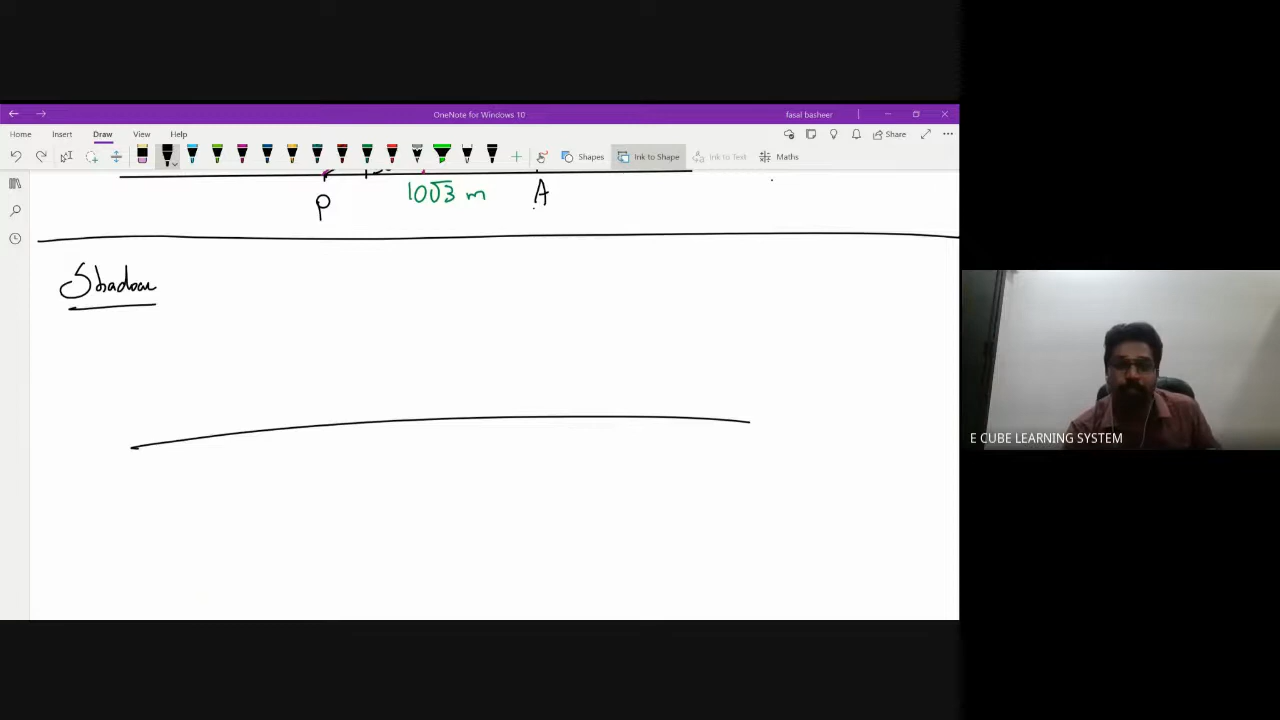 OneNote for Windows 10
fasal basheer
Home Insert Draw View Help
Share
Shapes Ink to Shape Ink to Text Maths
10√3 m
P A
Shadow
E CUBE LEARNING SYSTEM